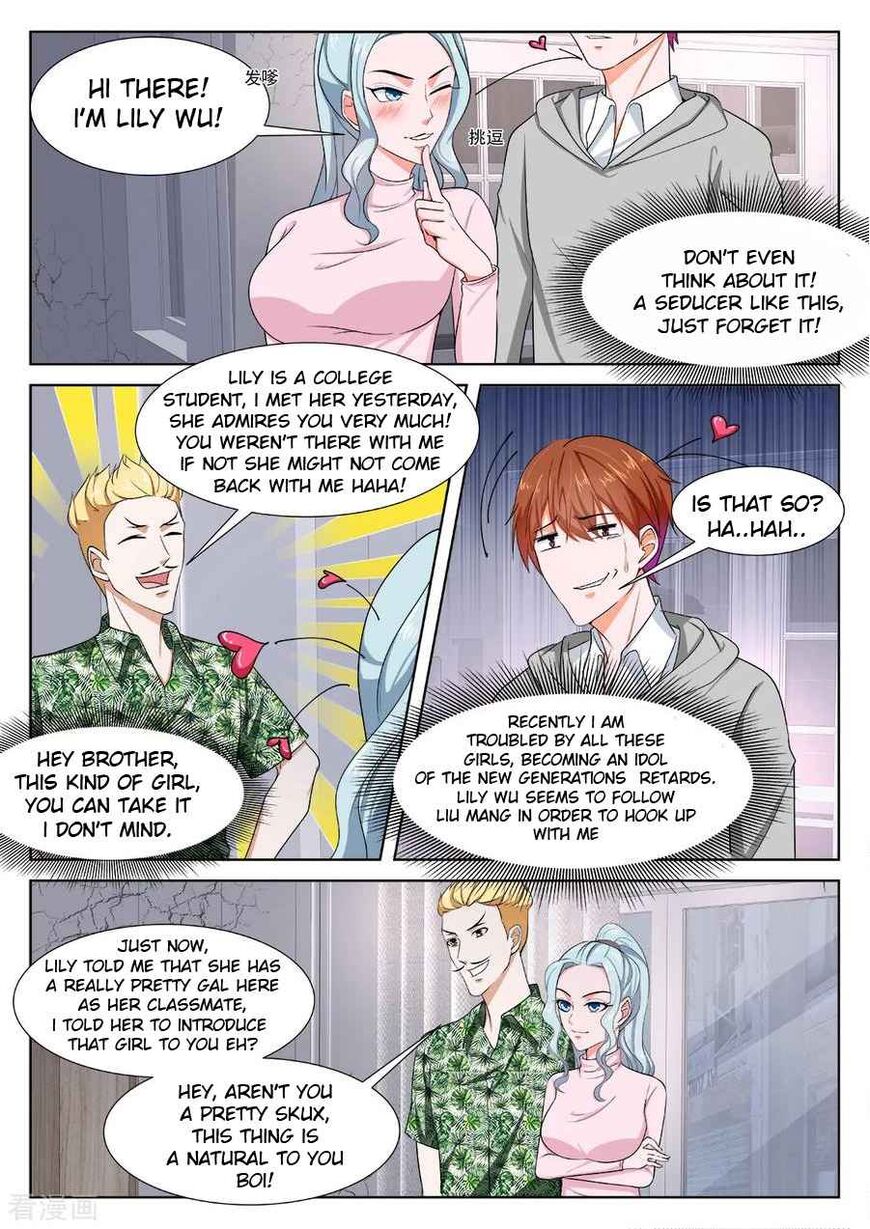 HI THERE!
I'M LILY WU!
发嗲
挑逗
DON'T EVEN
THINK ABOUT IT!
A SEDUCER LIKE THIS,
JUST FORGET IT!
LILY IS A COLLEGE
STUDENT, I MET HER YESTERDAY,
SHE ADMIRES YOU VERY MUCH!
YOU WEREN'T THERE WITH ME
IF NOT SHE MIGHT NOT COME
BACK WITH ME HAHA!
IS THAT SO?
HA..HAH..
HEY BROTHER,
THIS KIND OF GIRL,
YOU CAN TAKE IT
I DON'T MIND.
RECENTLY I AM
TROUBLED BY ALL THESE
GIRLS, BECOMING AN IDOL
OF THE NEW GENERATIONS RETARDS.
LILY WU SEEMS TO FOLLOW
LIU MANG IN ORDER TO HOOK UP
WITH ME
JUST NOW,
LILY TOLD ME THAT SHE HAS
A REALLY PRETTY GAL HERE
AS HER CLASSMATE,
I TOLD HER TO INTRODUCE
THAT GIRL TO YOU EH?
HEY, AREN'T YOU
A PRETTY SKUX,
THIS THING IS
A NATURAL TO YOU
BOI!
看漫画